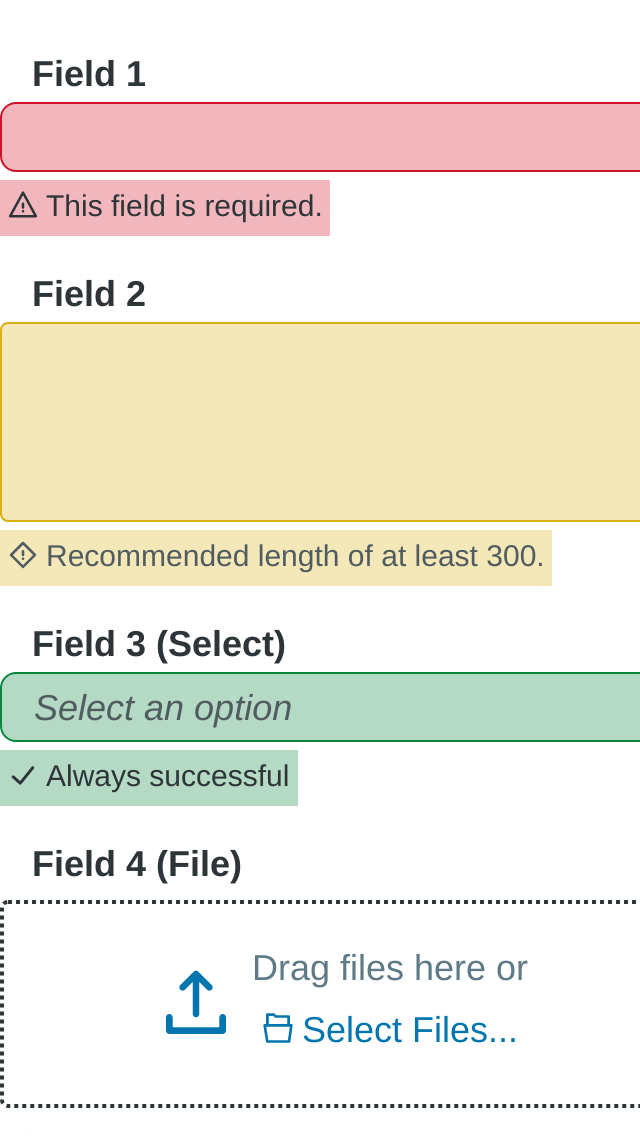 Field 1
This field is required.
Field 2
Recommended length of at least 300.
Field 3 (Select)
Select an option
Always successful
Field 4 (File)
Drag files here or
Select Files...